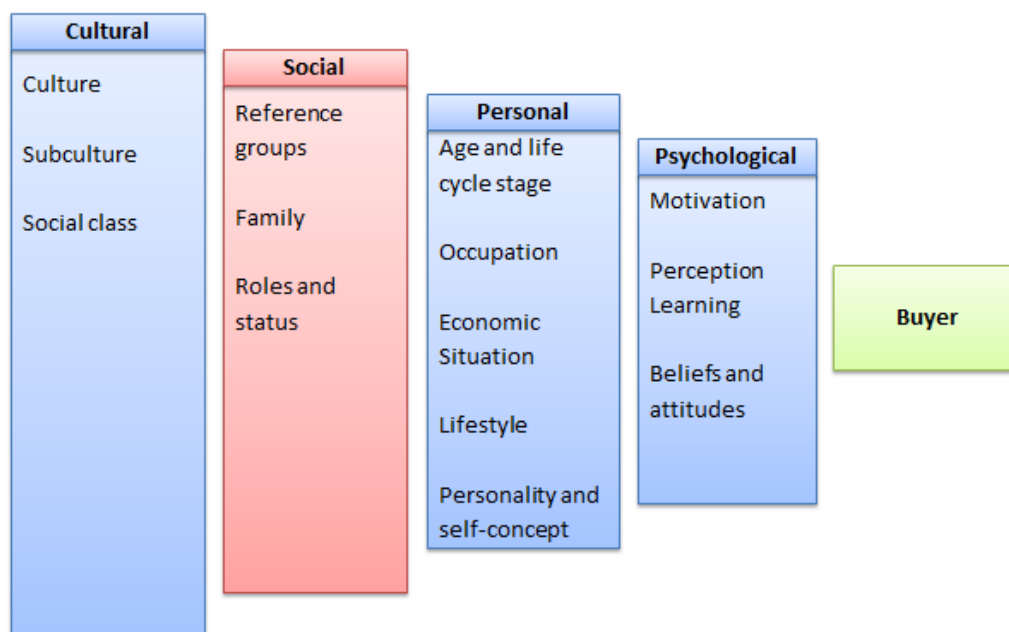 Cultural
Culture
Subculture
Social class
Social
Reference
groups
Family
Roles and
status
Personal
Age and life
cycle stage
Occupation
Economic
Situation
Lifestyle
Personality and
self-concept
Psychological
Motivation
Perception
Learning
Beliefs and
attitudes
Buyer